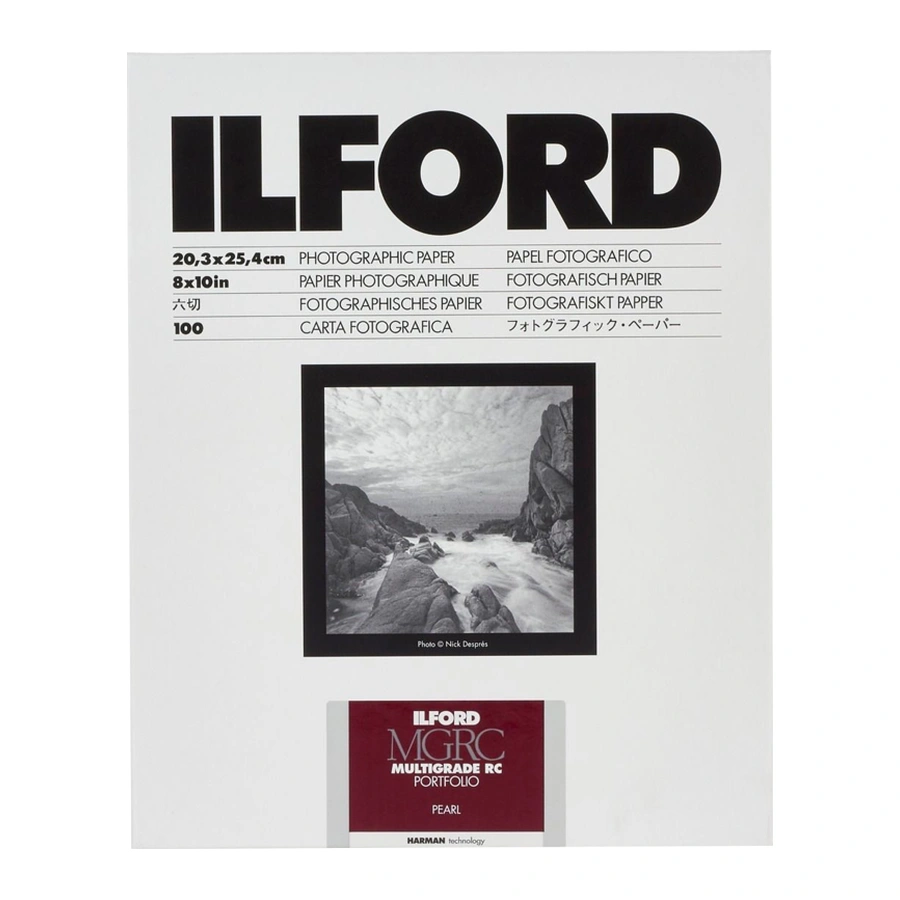 ILFORD
20,3x25,4cm PHOTOGRAPHIC PAPER PAPEL FOTOGRAFICO
8x10in PAPIER PHOTOGRAPHIQUE FOTOGRAFISCH PAPIER
六切 FOTOGRAPHISCHES PAPIER FOTOGRAFISKT PAPPER
100 CARTA FOTOGRAFICA フォトグラフィック・ペーパー
Photo © Nick Després
ILFORD
MGRC
MULTIGRADE RC
PORTFOLIO
PEARL
HARMAN technology